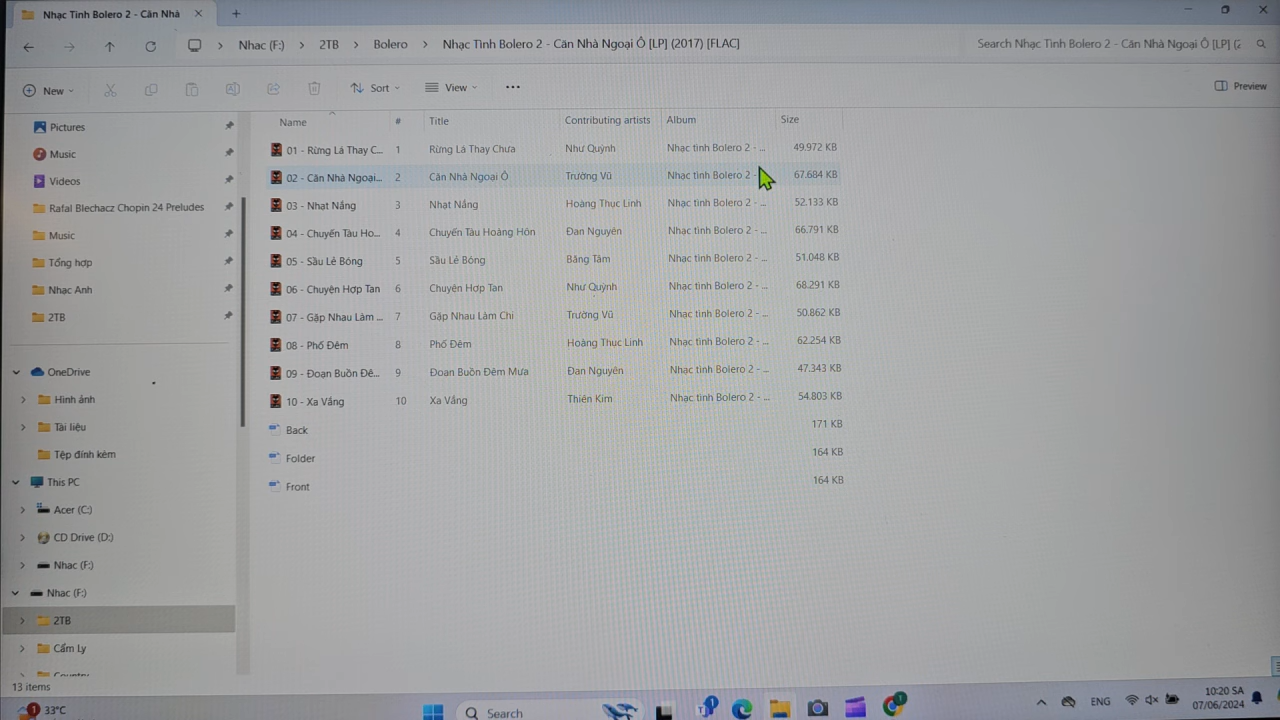 Nhạc Tình Bolero 2 - Căn Nhà
Nhac (F:) > 2TB > Bolero > Nhạc Tình Bolero 2 - Căn Nhà Ngoại Ô [LP] (2017) [FLAC]
Search Nhạc Tình Bolero 2 - Căn Nhà Ngoại Ô [LP]
New Sort View ... Preview
Name # Title Contributing artists Album Size
01 - Rừng Lá Thay C... 1 Rừng Lá Thay Chưa Như Quỳnh Nhạc tình Bolero 2 - ... 49.972 KB
02 - Căn Nhà Ngoại... 2 Căn Nhà Ngoại Ô Trường Vũ Nhạc tình Bolero 2 - 67.684 KB
03 - Nhạt Nắng 3 Nhạt Nắng Hoàng Thục Linh Nhạc tình Bolero 2 - ... 52.133 KB
04 - Chuyến Tàu Ho... 4 Chuyến Tàu Hoàng Hôn Đan Nguyên Nhạc tình Bolero 2 - ... 66.791 KB
05 - Sầu Lẻ Bóng 5 Sầu Lẻ Bóng Băng Tâm Nhạc tình Bolero 2 - ... 51.048 KB
06 - Chuyện Hợp Tan 6 Chuyện Hợp Tan Như Quỳnh Nhạc tình Bolero 2 - ... 68.291 KB
07 - Gặp Nhau Làm ... 7 Gặp Nhau Làm Chi Trường Vũ Nhạc tình Bolero 2 - ... 50.862 KB
08 - Phố Đêm 8 Phố Đêm Hoàng Thục Linh Nhạc tình Bolero 2 - ... 62.254 KB
09 - Đoạn Buồn Đê... 9 Đoạn Buồn Đêm Mưa Đan Nguyên Nhạc tình Bolero 2 - ... 47.343 KB
10 - Xa Vắng 10 Xa Vắng Thiên Kim Nhạc tình Bolero 2 - ... 54.803 KB
Back 171 KB
Folder 164 KB
Front 164 KB
Pictures
Music
Videos
Rafal Blechacz Chopin 24 Preludes
Music
Tổng hợp
Nhạc Anh
2TB
OneDrive
Hình ảnh
Tài liệu
Tệp đính kèm
This PC
Acer (C:)
CD Drive (D:)
Nhac (F:)
Nhac (F:)
2TB
Cẩm Ly
Country
13 items
1 33°C
Search
1
1
ENG
10:20 SA
07/06/2024